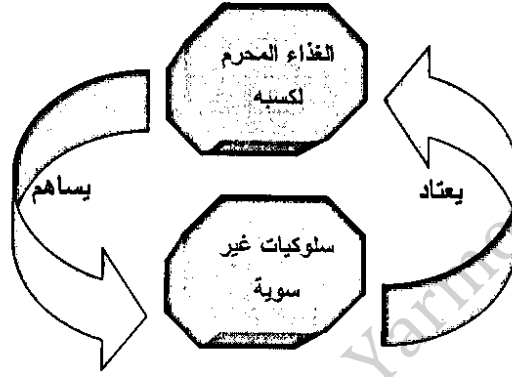 الغذاء المحرم
لكسبه
يساهم
يعتاد
سلوكيات غير
سوية